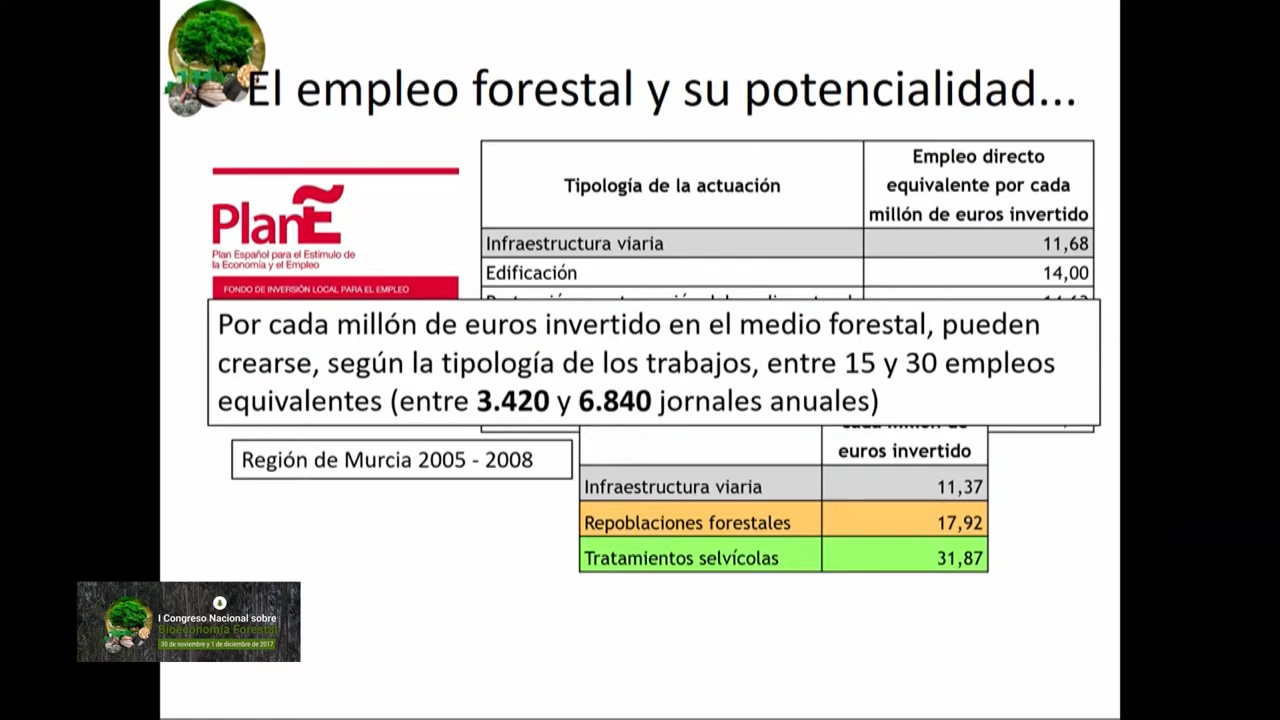 El empleo forestal y su potencialidad...
PlanE
Plan Español para el Estímulo de
la Economía y el Empleo
FONDO DE INVERSIÓN LOCAL PARA EL EMPLEO
Tipología de la actuación
Empleo directo
equivalente por cada
millón de euros invertido
Infraestructura viaria 11,68
Edificación 14,00
Por cada millón de euros invertido en el medio forestal, pueden
crearse, según la tipología de los trabajos, entre 15 y 30 empleos
equivalentes (entre 3.420 y 6.840 jornales anuales)
Región de Murcia 2005 - 2008
euros invertido
Infraestructura viaria 11,37
Repoblaciones forestales 17,92
Tratamientos selvícolas 31,87
I Congreso Nacional sobre
Bioeconomía Forestal
30 de noviembre y 1 de diciembre de 2017